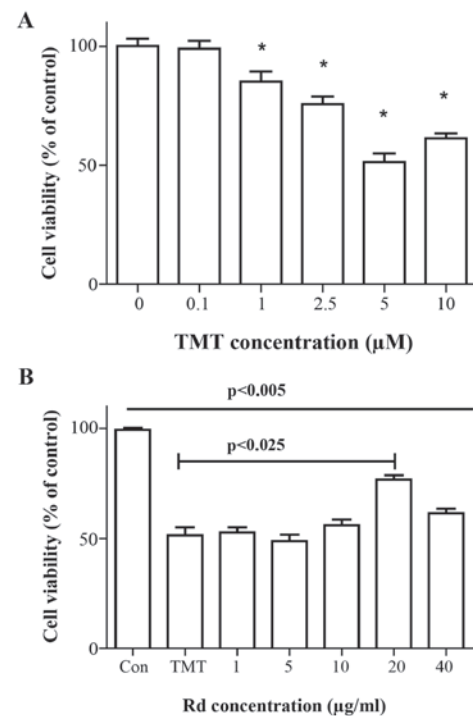 A
Cell viability (% of control)
100
50
0
* * * *
0 0.1 1 2.5 5 10
TMT concentration (μM)
B
Cell viability (% of control)
p<0.005
p<0.025
100
50
0
Con TMT 1 5 10 20 40
Rd concentration (μg/ml)